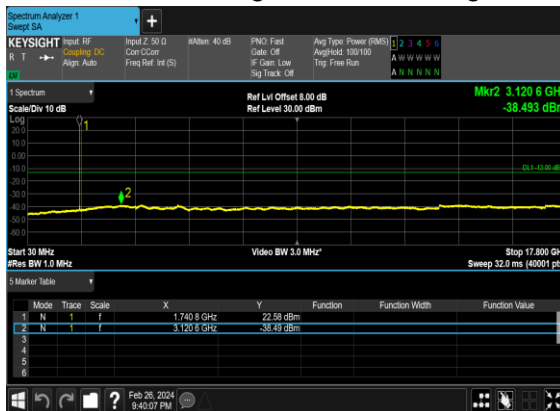 Spectrum Analyzer 1
Swept SA
KEYSIGHT Input: RF Input Z: 50 Ω #Atten: 40 dB PNO: Fast Avg Type: Power (RMS) 1 2 3 4 5 6
R T Coupling: DC Corr CCorr Gate: Off Avg|Hold: 100/100 A W W W W W
Align: Auto Freq Ref: Int (S) IF Gain: Low Trig: Free Run
Sig Track: Off A N N N N N
1 Spectrum
Scale/Div 10 dB Ref Lvl Offset 8.00 dB Mkr2 3.120 6 GH
Log Ref Level 30.00 dBm -38.493 dB
20.0 1
10.0
0.00
-10.0 DL1 -13.00 dB
-20.0
-30.0 2
-40.0
-50.0
-60.0
Start 30 MHz Video BW 3.0 MHz* Stop 17.800 GH
#Res BW 1.0 MHz Sweep 32.0 ms (40001 pt
5 Marker Table
Mode Trace Scale X Y Function Function Width Function Value
1 N 1 f 1.740 8 GHz 22.58 dBm
2 N 1 f 3.120 6 GHz -38.49 dBm
3
4
5
6
? Feb 26, 2024
9:40:07 PM